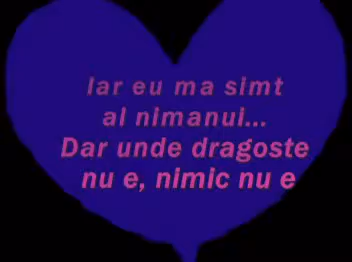 Iar eu ma simt
al nimanui...
Dar unde dragoste
nu e, nimic nu e